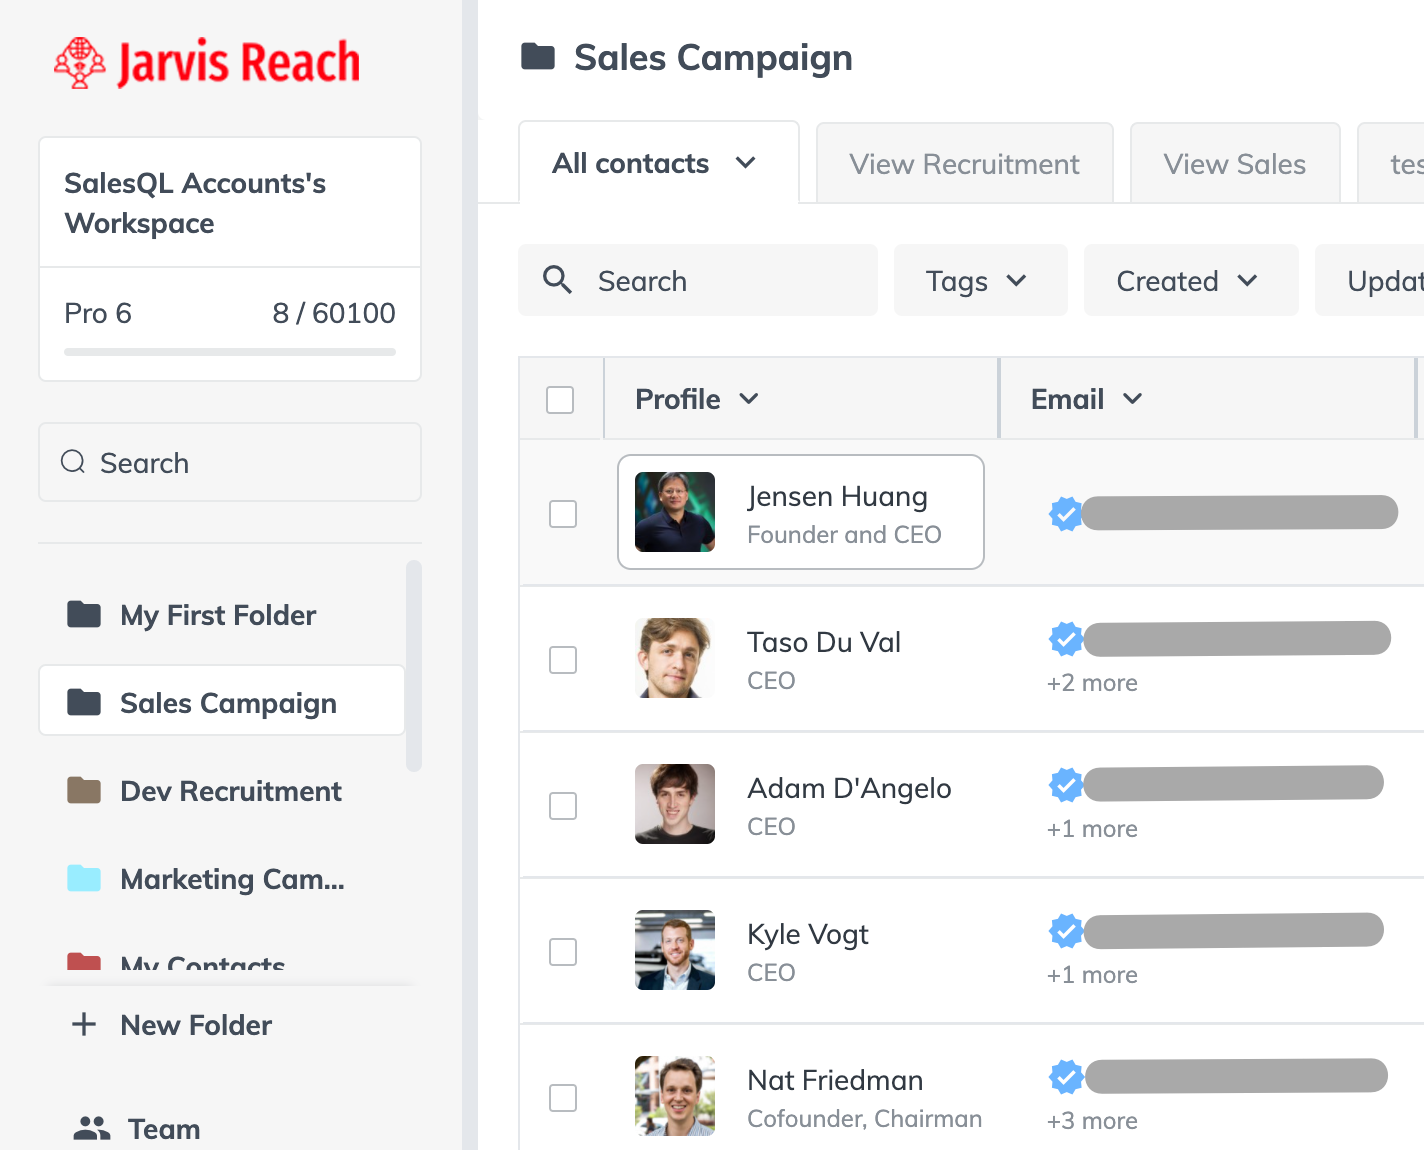 Jarvis Reach
SalesQL Accounts's
Workspace
Pro 6 8 / 60100
Search
My First Folder
Sales Campaign
Dev Recruitment
Marketing Cam...
My Contacts
New Folder
Team
Sales Campaign
All contacts View Recruitment View Sales tes
Search Tags Created Updat
Profile Email
Jensen Huang
Founder and CEO
Taso Du Val
CEO
+2 more
Adam D'Angelo
CEO
+1 more
Kyle Vogt
CEO
+1 more
Nat Friedman
Cofounder, Chairman
+3 more